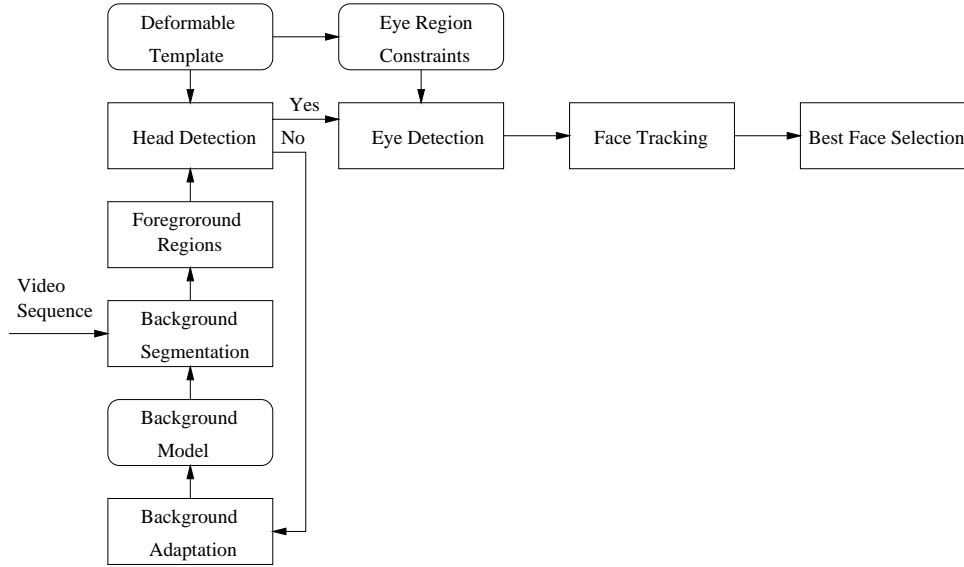 Deformable
Template
Eye Region
Constraints
Head Detection
Yes
No
Eye Detection
Face Tracking
Best Face Selection
Foregroround
Regions
Video
Sequence
Background
Segmentation
Background
Model
Background
Adaptation